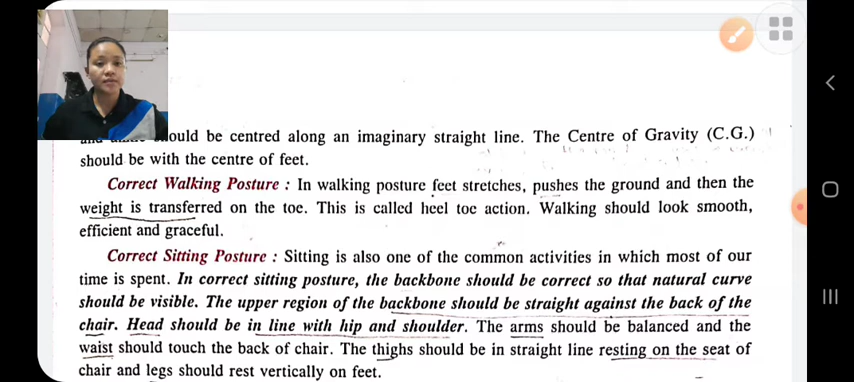 should be centred along an imaginary straight line. The Centre of Gravity (C.G.)
should be with the centre of feet.
Correct Walking Posture : In walking posture feet stretches, pushes the ground and then the
weight is transferred on the toe. This is called heel toe action. Walking should look smooth,
efficient and graceful.
Correct Sitting Posture : Sitting is also one of the common activities in which most of our
time is spent. In correct sitting posture, the backbone should be correct so that natural curve
should be visible. The upper region of the backbone should be straight against the back of the
chair. Head should be in line with hip and shoulder. The arms should be balanced and the
waist should touch the back of chair. The thighs should be in straight line resting on the seat of
chair and legs should rest vertically on feet.